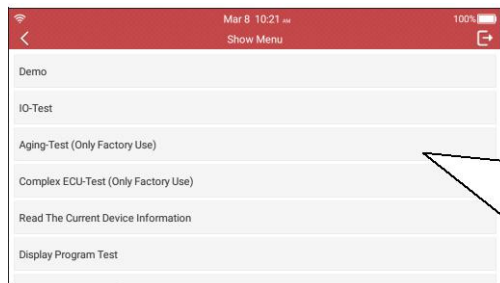 Mar 8 10:21 AM
100%
Show Menu
Demo
IO-Test
Aging-Test (Only Factory Use)
Complex ECU-Test (Only Factory Use)
Read The Current Device Information
Display Program Test